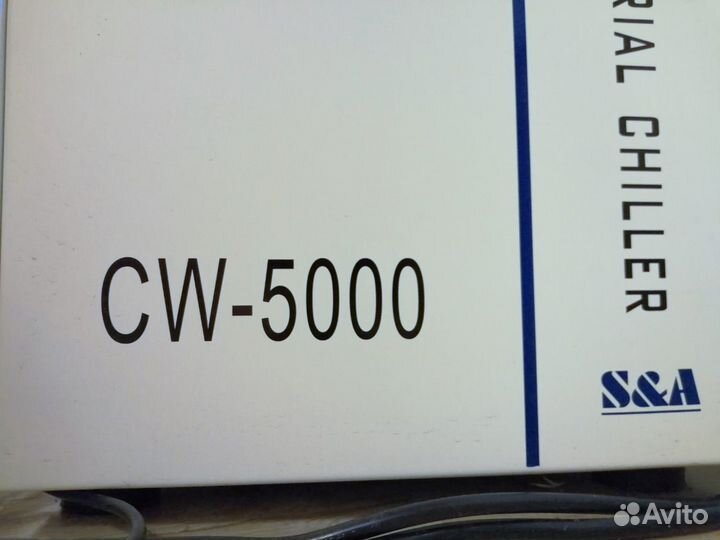 CW-5000
RIAL CHILLER
S&A
Avito